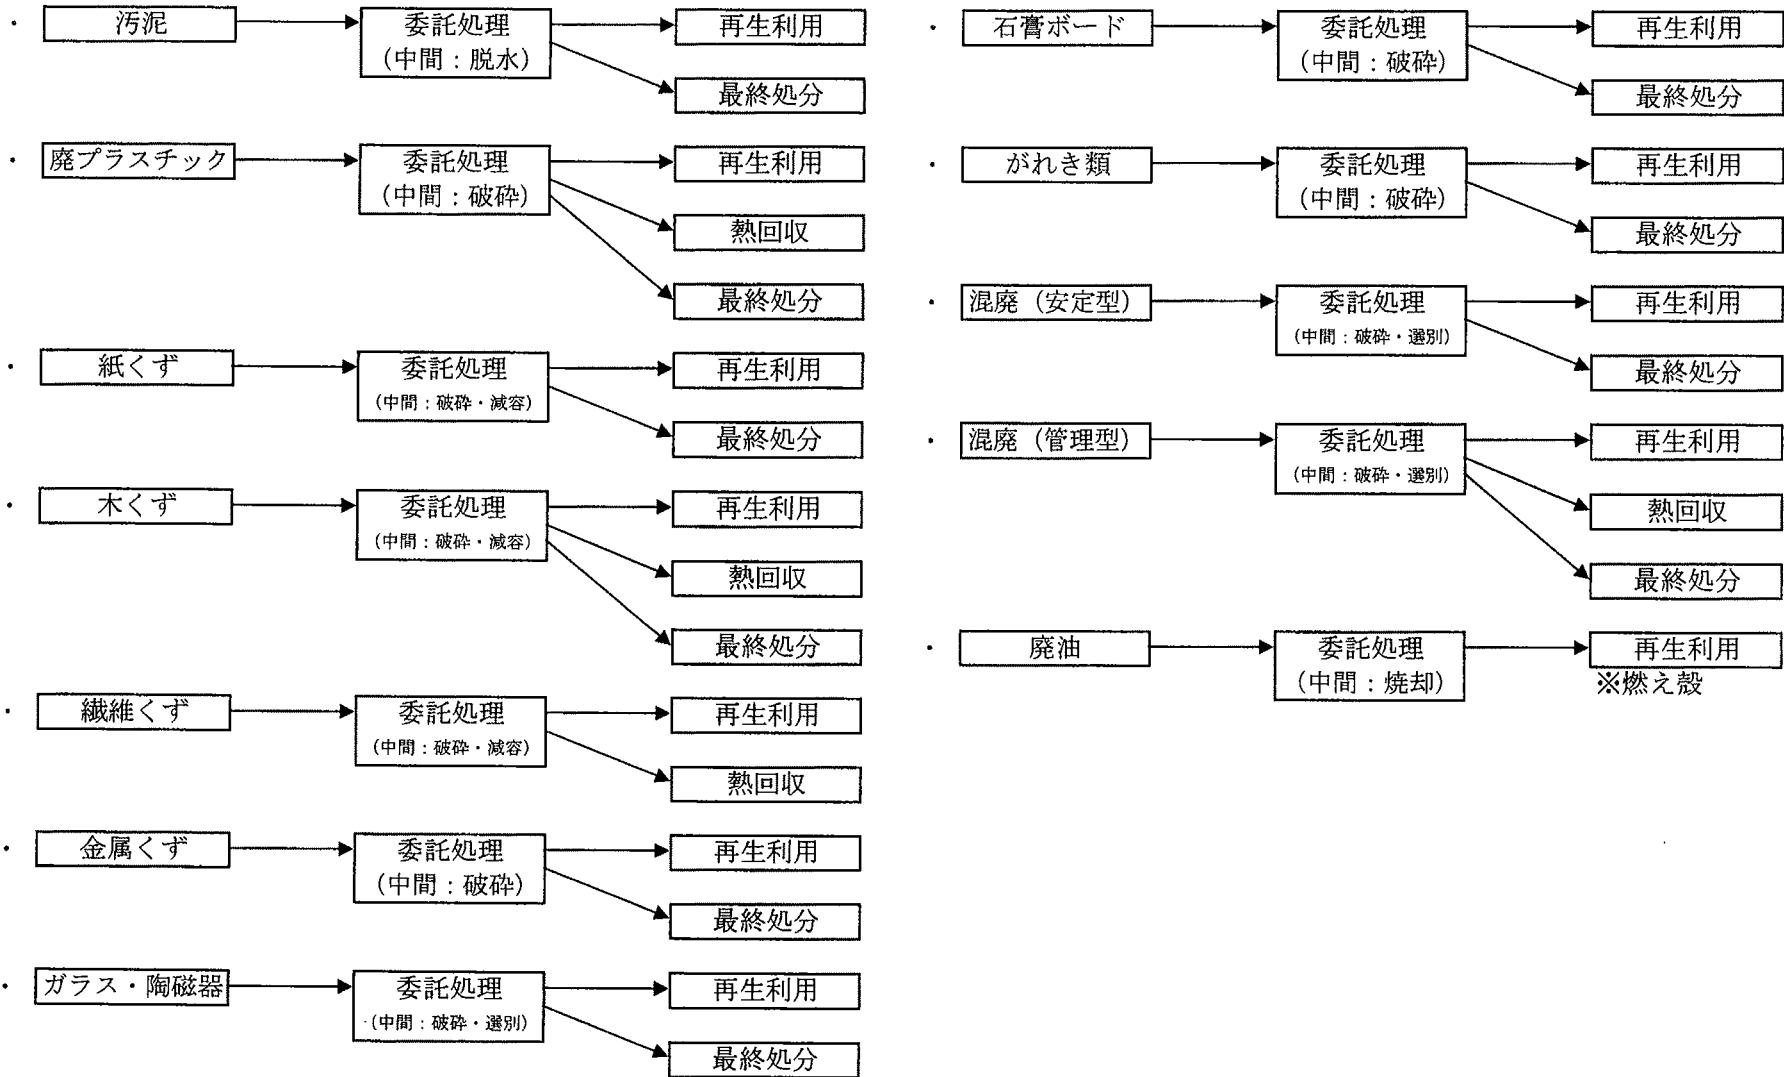 ・ 汚泥 委託処理 再生利用
(中間：脱水)
最終処分
・ 廃プラスチック 委託処理 再生利用
(中間：破砕)
熱回収
最終処分
・ 紙くず 委託処理 再生利用
(中間：破砕・減容)
最終処分
・ 木くず 委託処理 再生利用
(中間：破砕・減容)
熱回収
最終処分
・ 繊維くず 委託処理 再生利用
(中間：破砕・減容)
熱回収
・ 金属くず 委託処理 再生利用
(中間：破砕)
最終処分
・ ガラス・陶磁器 委託処理 再生利用
(中間：破砕・選別)
最終処分
・ 石膏ボード 委託処理 再生利用
(中間：破砕)
最終処分
・ がれき類 委託処理 再生利用
(中間：破砕)
最終処分
・ 混廃（安定型） 委託処理 再生利用
(中間：破砕・選別)
最終処分
・ 混廃（管理型） 委託処理 再生利用
(中間：破砕・選別)
熱回収
最終処分
・ 廃油 委託処理 再生利用
(中間：焼却) ※燃え殻